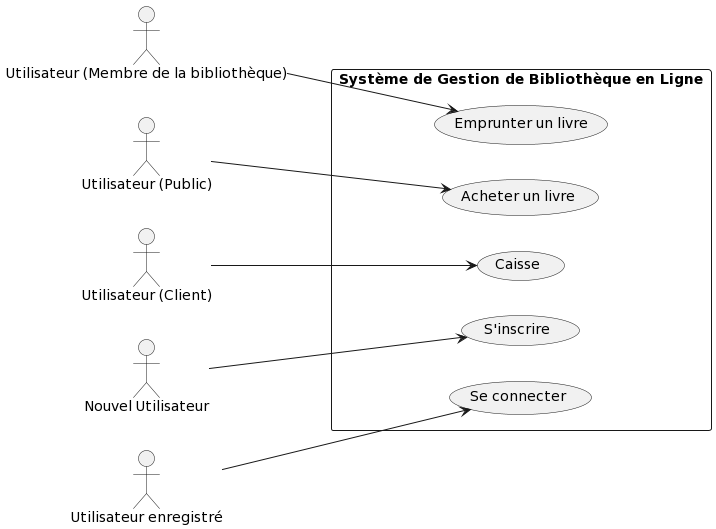 Utilisateur (Membre de la bibliothèque)
Système de Gestion de Bibliothèque en Ligne
Emprunter un livre
Utilisateur (Public)
Acheter un livre
Utilisateur (Client)
Caisse
Nouvel Utilisateur
S'inscrire
Utilisateur enregistré
Se connecter